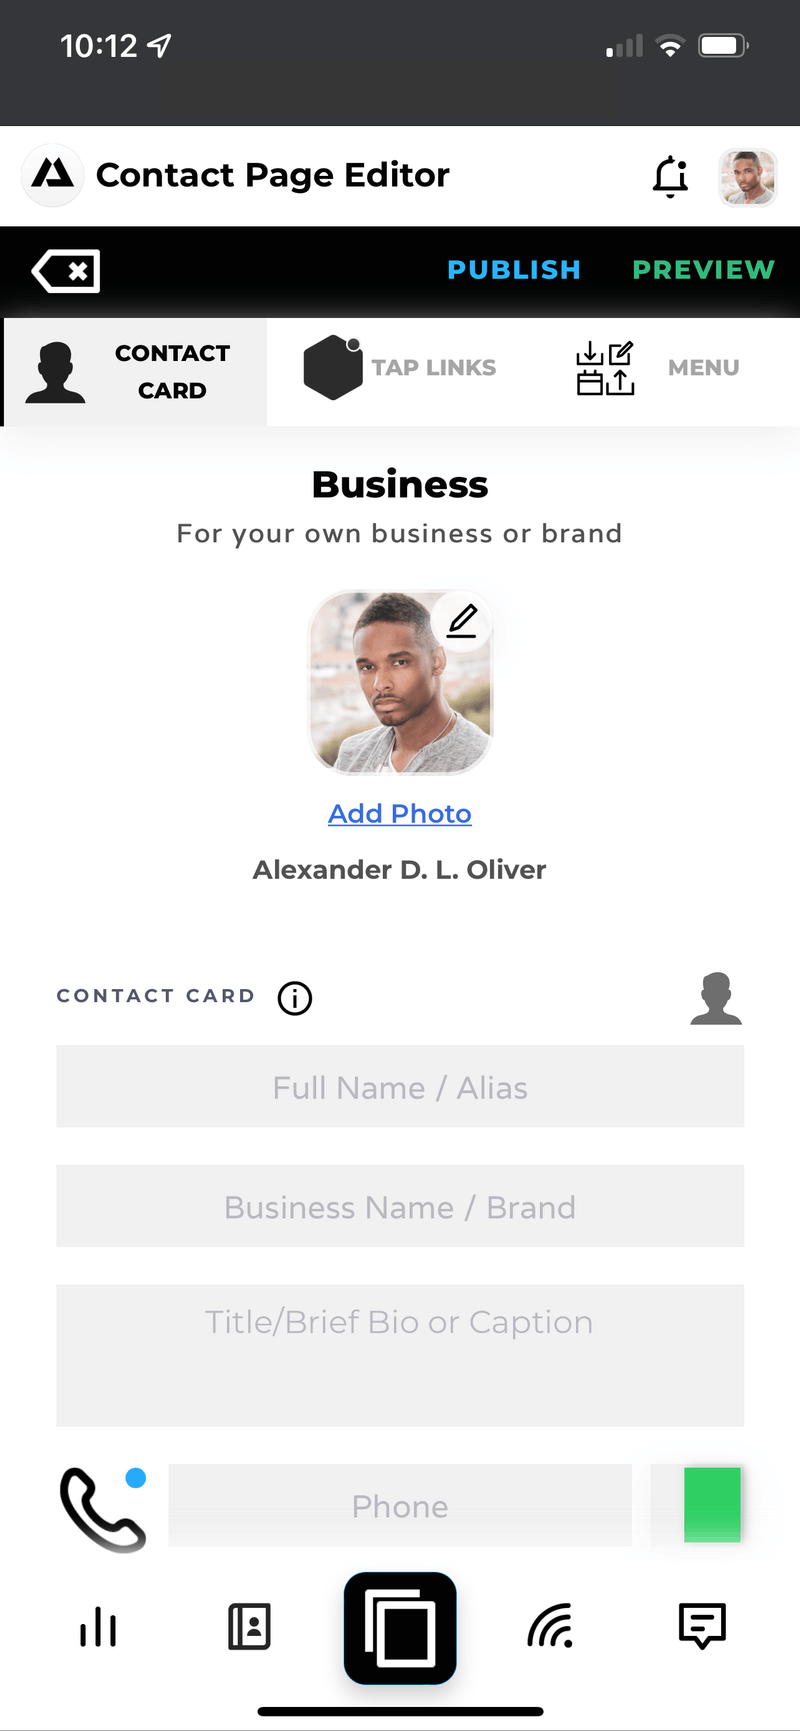 10:12
Contact Page Editor
PUBLISH PREVIEW
CONTACT
CARD
TAP LINKS
MENU
Business
For your own business or brand
Add Photo
Alexander D. L. Oliver
CONTACT CARD
Full Name / Alias
Business Name / Brand
Title/Brief Bio or Caption
Phone